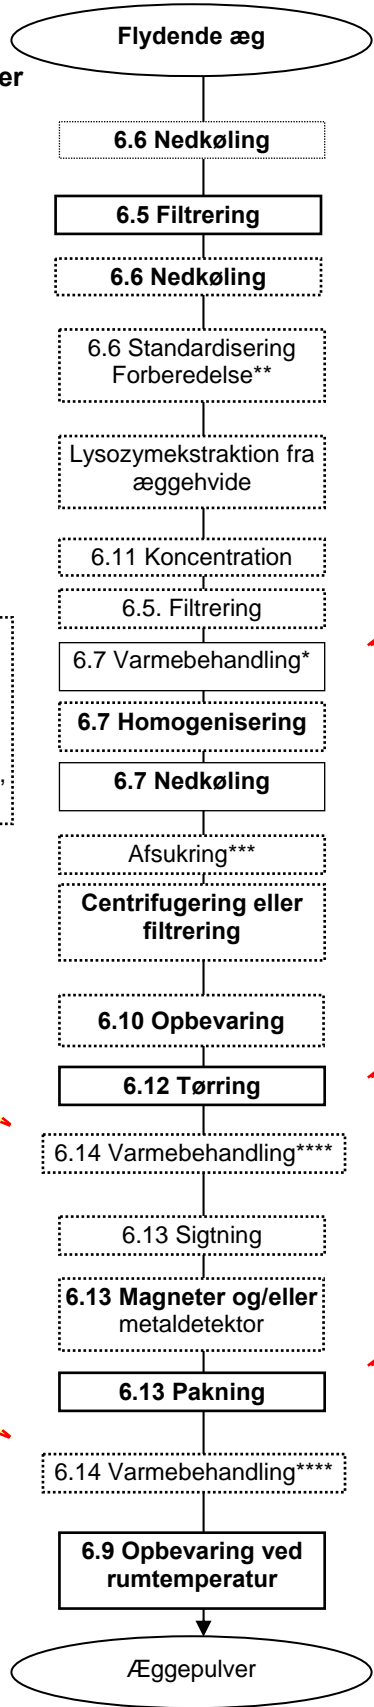 Flydende æg
er
6.6 Nedkøling
6.5 Filtrering
6.6 Nedkøling
6.6 Standardisering
Forberedelse**
Lysozymekstraktion fra
æggehvide
6.11 Koncentration
6.5. Filtrering
6.7 Varmebehandling*
6.7 Homogenisering
6.7 Nedkøling
,
Afsukring***
Centrifugering eller
filtrering
6.10 Opbevaring
6.12 Tørring
6.14 Varmebehandling****
6.13 Sigtning
6.13 Magneter og/eller
metaldetektor
6.13 Pakning
6.14 Varmebehandling****
6.9 Opbevaring ved
rumtemperatur
Æggepulver